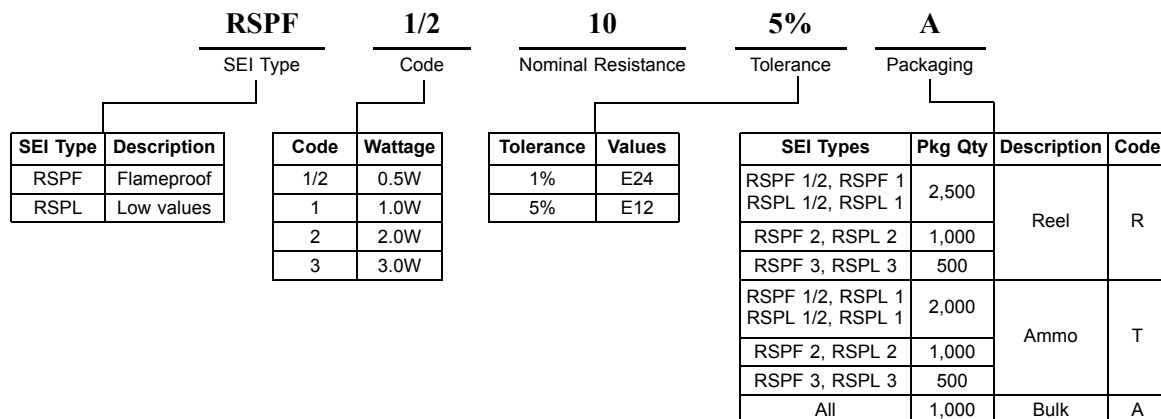 RSPF 1/2 10 5% A
SEI Type Code Nominal Resistance Tolerance Packaging
SEI Type Description
RSPF Flameproof
RSPL Low values
Code Wattage
1/2 0.5W
1 1.0W
2 2.0W
3 3.0W
Tolerance Values
1% E24
5% E12
SEI Types Pkg Qty Description Code
RSPF 1/2, RSPF 1
RSPL 1/2, RSPL 1
2,500
RSPF 2, RSPL 2 1,000
RSPF 3, RSPL 3 500
Reel R
RSPF 1/2, RSPL 1
RSPL 1/2, RSPL 1
2,000
RSPF 2, RSPL 2 1,000
RSPF 3, RSPL 3 500
Ammo T
All 1,000 Bulk A